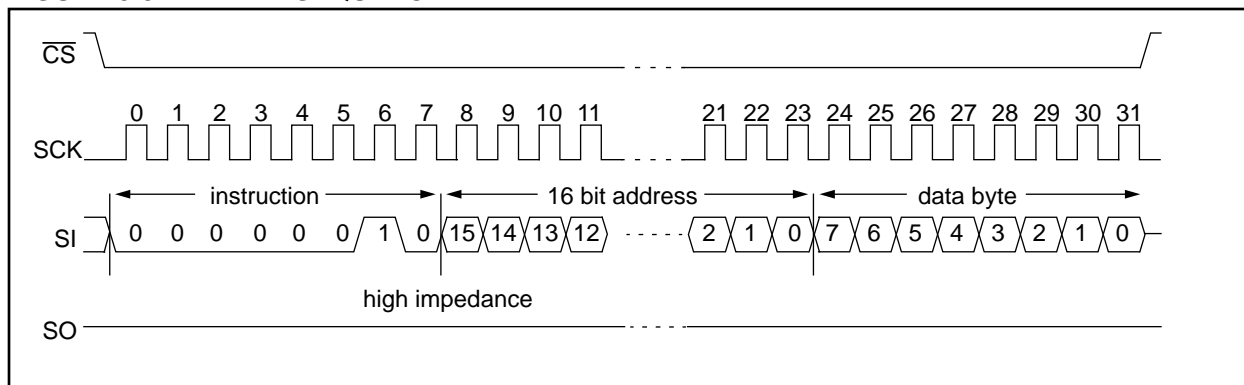 CS
0 1 2 3 4 5 6 7 8 9 10 11 21 22 23 24 25 26 27 28 29 30 31
SCK
instruction 16 bit address data byte
SI 0 0 0 0 0 0 1 0 15 14 13 12 2 1 0 7 6 5 4 3 2 1 0
high impedance
SO